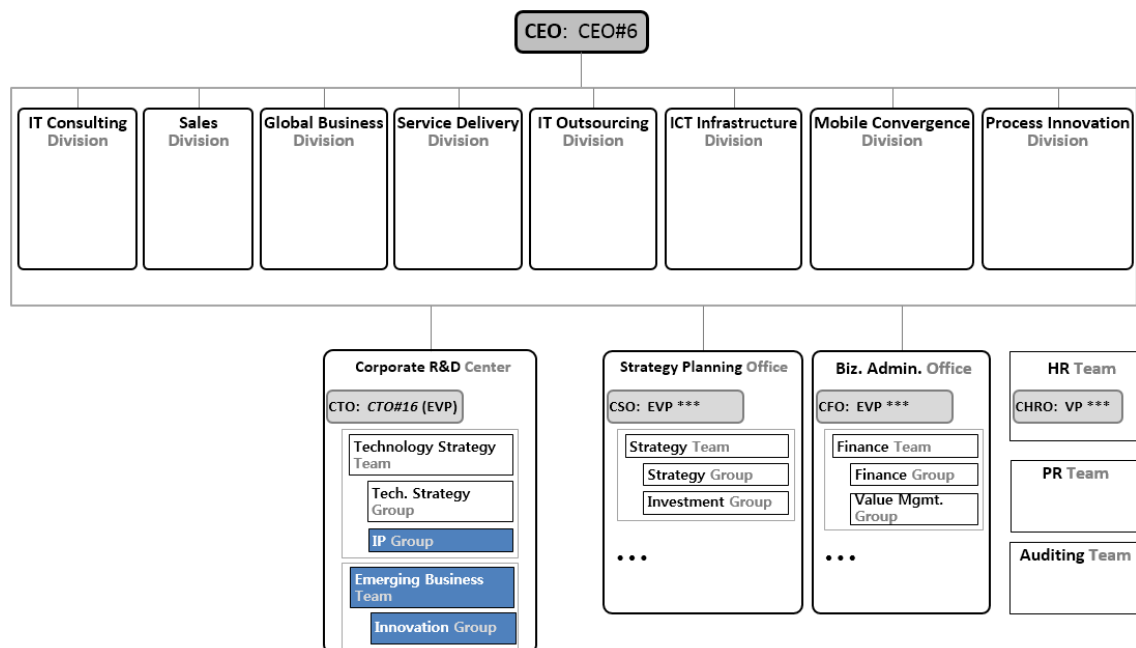 CEO: CEO#6
IT Consulting
Division
Sales
Division
Global Business
Division
Service Delivery
Division
IT Outsourcing
Division
ICT Infrastructure
Division
Mobile Convergence
Division
Process Innovation
Division
Corporate R&D Center
CTO: CTO#16 (EVP)
Technology Strategy
Team
Tech. Strategy
Group
IP Group
Emerging Business
Team
Innovation Group
Strategy Planning Office
CSO: EVP ***
Strategy Team
Strategy Group
Investment Group
•••
Biz. Admin. Office
CFO: EVP ***
Finance Team
Finance Group
Value Mgmt.
Group
•••
HR Team
CHRO: VP ***
PR Team
Auditing Team